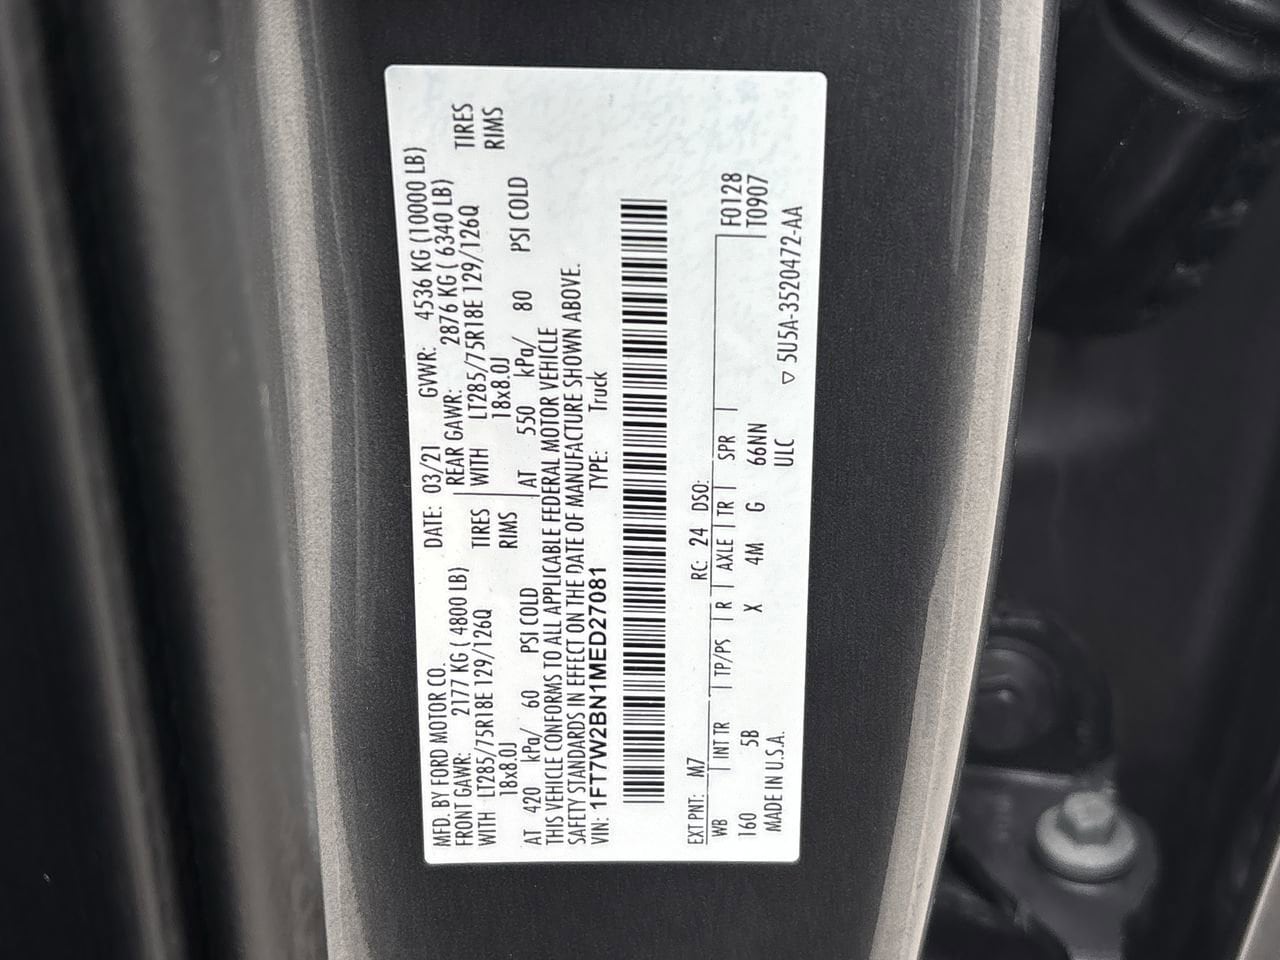 MFD. BY FORD MOTOR CO. DATE: 03/21 GVWR: 4536 KG (10000 LB)
FRONT GAWR: 2177 KG ( 4800 LB) REAR GAWR: 2876 KG ( 6340 LB)
WITH LT285/75R18E 129/126Q TIRES WITH LT285/75R18E 129/126Q TIRES
18x8.0J RIMS 18x8.0J RIMS
AT 420 kPa/ 60 PSI COLD AT 550 kPa/ 80 PSI COLD
THIS VEHICLE CONFORMS TO ALL APPLICABLE FEDERAL MOTOR VEHICLE
SAFETY STANDARDS IN EFFECT ON THE DATE OF MANUFACTURE SHOWN ABOVE.
VIN: 1FT7W2BN1MED27081 TYPE: Truck
EXT PNT: M7 RC: 24 DSO:
WB INT TR TP/PS R AXLE TR SPR F0128
160 5B X 4M G 66NN T0907
MADE IN U.S.A. ULC ▽ 5U5A-3520472-AA